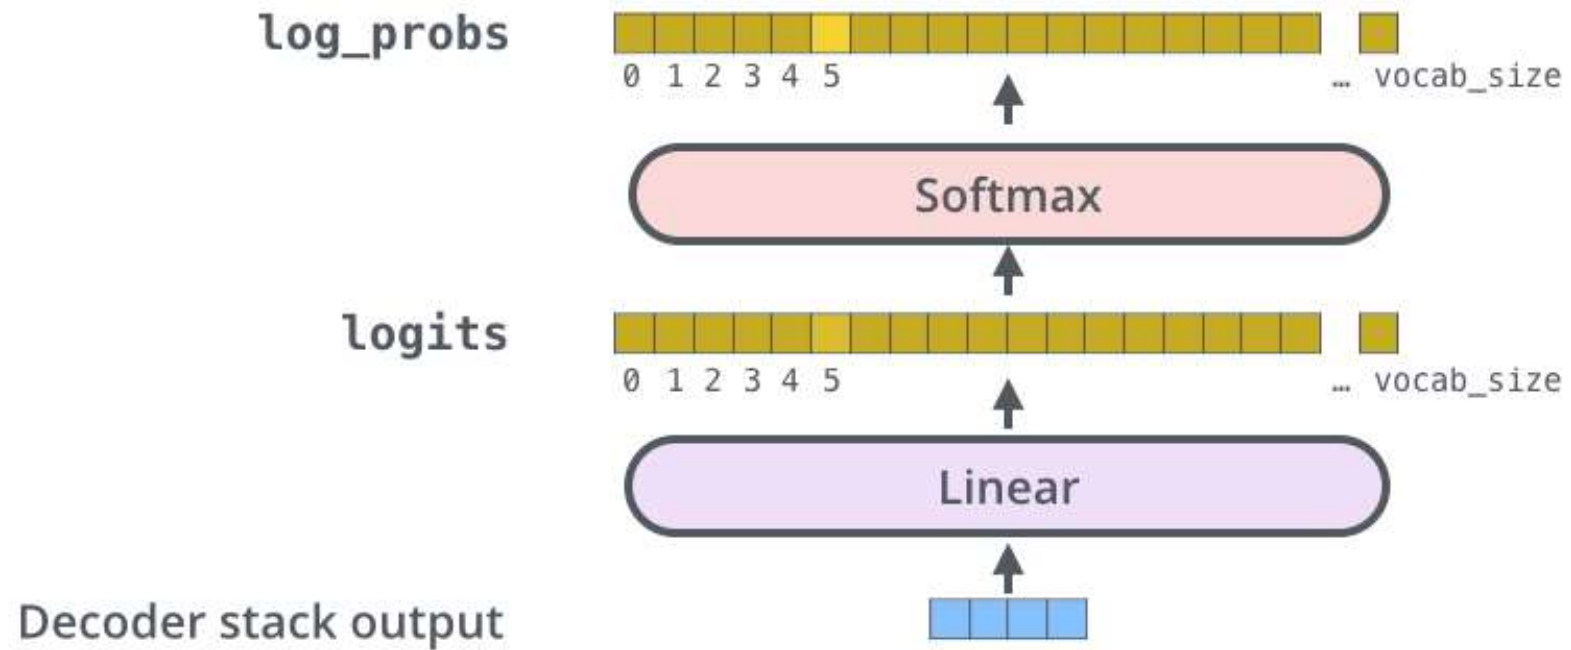 log_probs
0 1 2 3 4 5 … vocab_size
Softmax
logits
0 1 2 3 4 5 … vocab_size
Linear
Decoder stack output